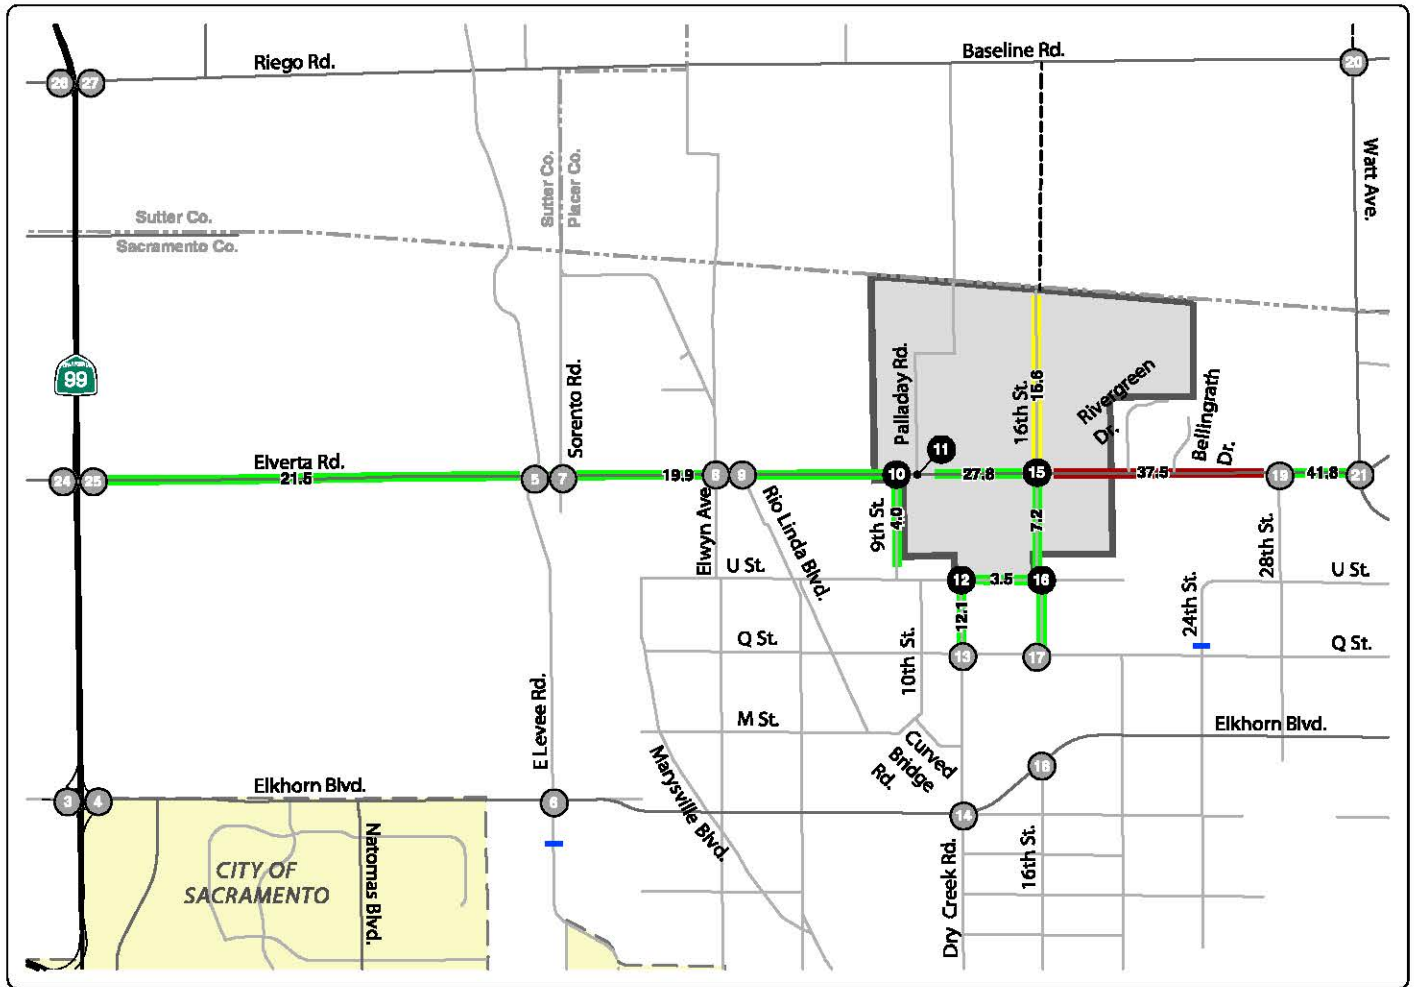 Riego Rd.
Baseline Rd.
26
27
20
Watt Ave.
Sutter Co.
Placer Co.
Sutter Co.
Sacramento Co.
99
Sorento Rd.
Palladay Rd.
16th St.
15.6
Rivergreen
Dr.
Bellingrath
Dr.
11
Elverta Rd.
24
25
21.5
5
7
19.9
8
9
10
27.8
15
37.5
19
41.8
21
Elwyn Ave
Rio Linda Blvd.
9th St.
4.0
7.2
28th St.
U St.
12
3.5
16
U St.
24th St.
12.1
Q St.
10th St.
13
17
Q St.
E Levee Rd.
M St.
Elkhorn Blvd.
Curved
Bridge
Rd.
Marysville Blvd.
18
Elkhorn Blvd.
3
4
6
14
Natomas Blvd.
CITY OF
SACRAMENTO
Dry Creek Rd.
16th St.